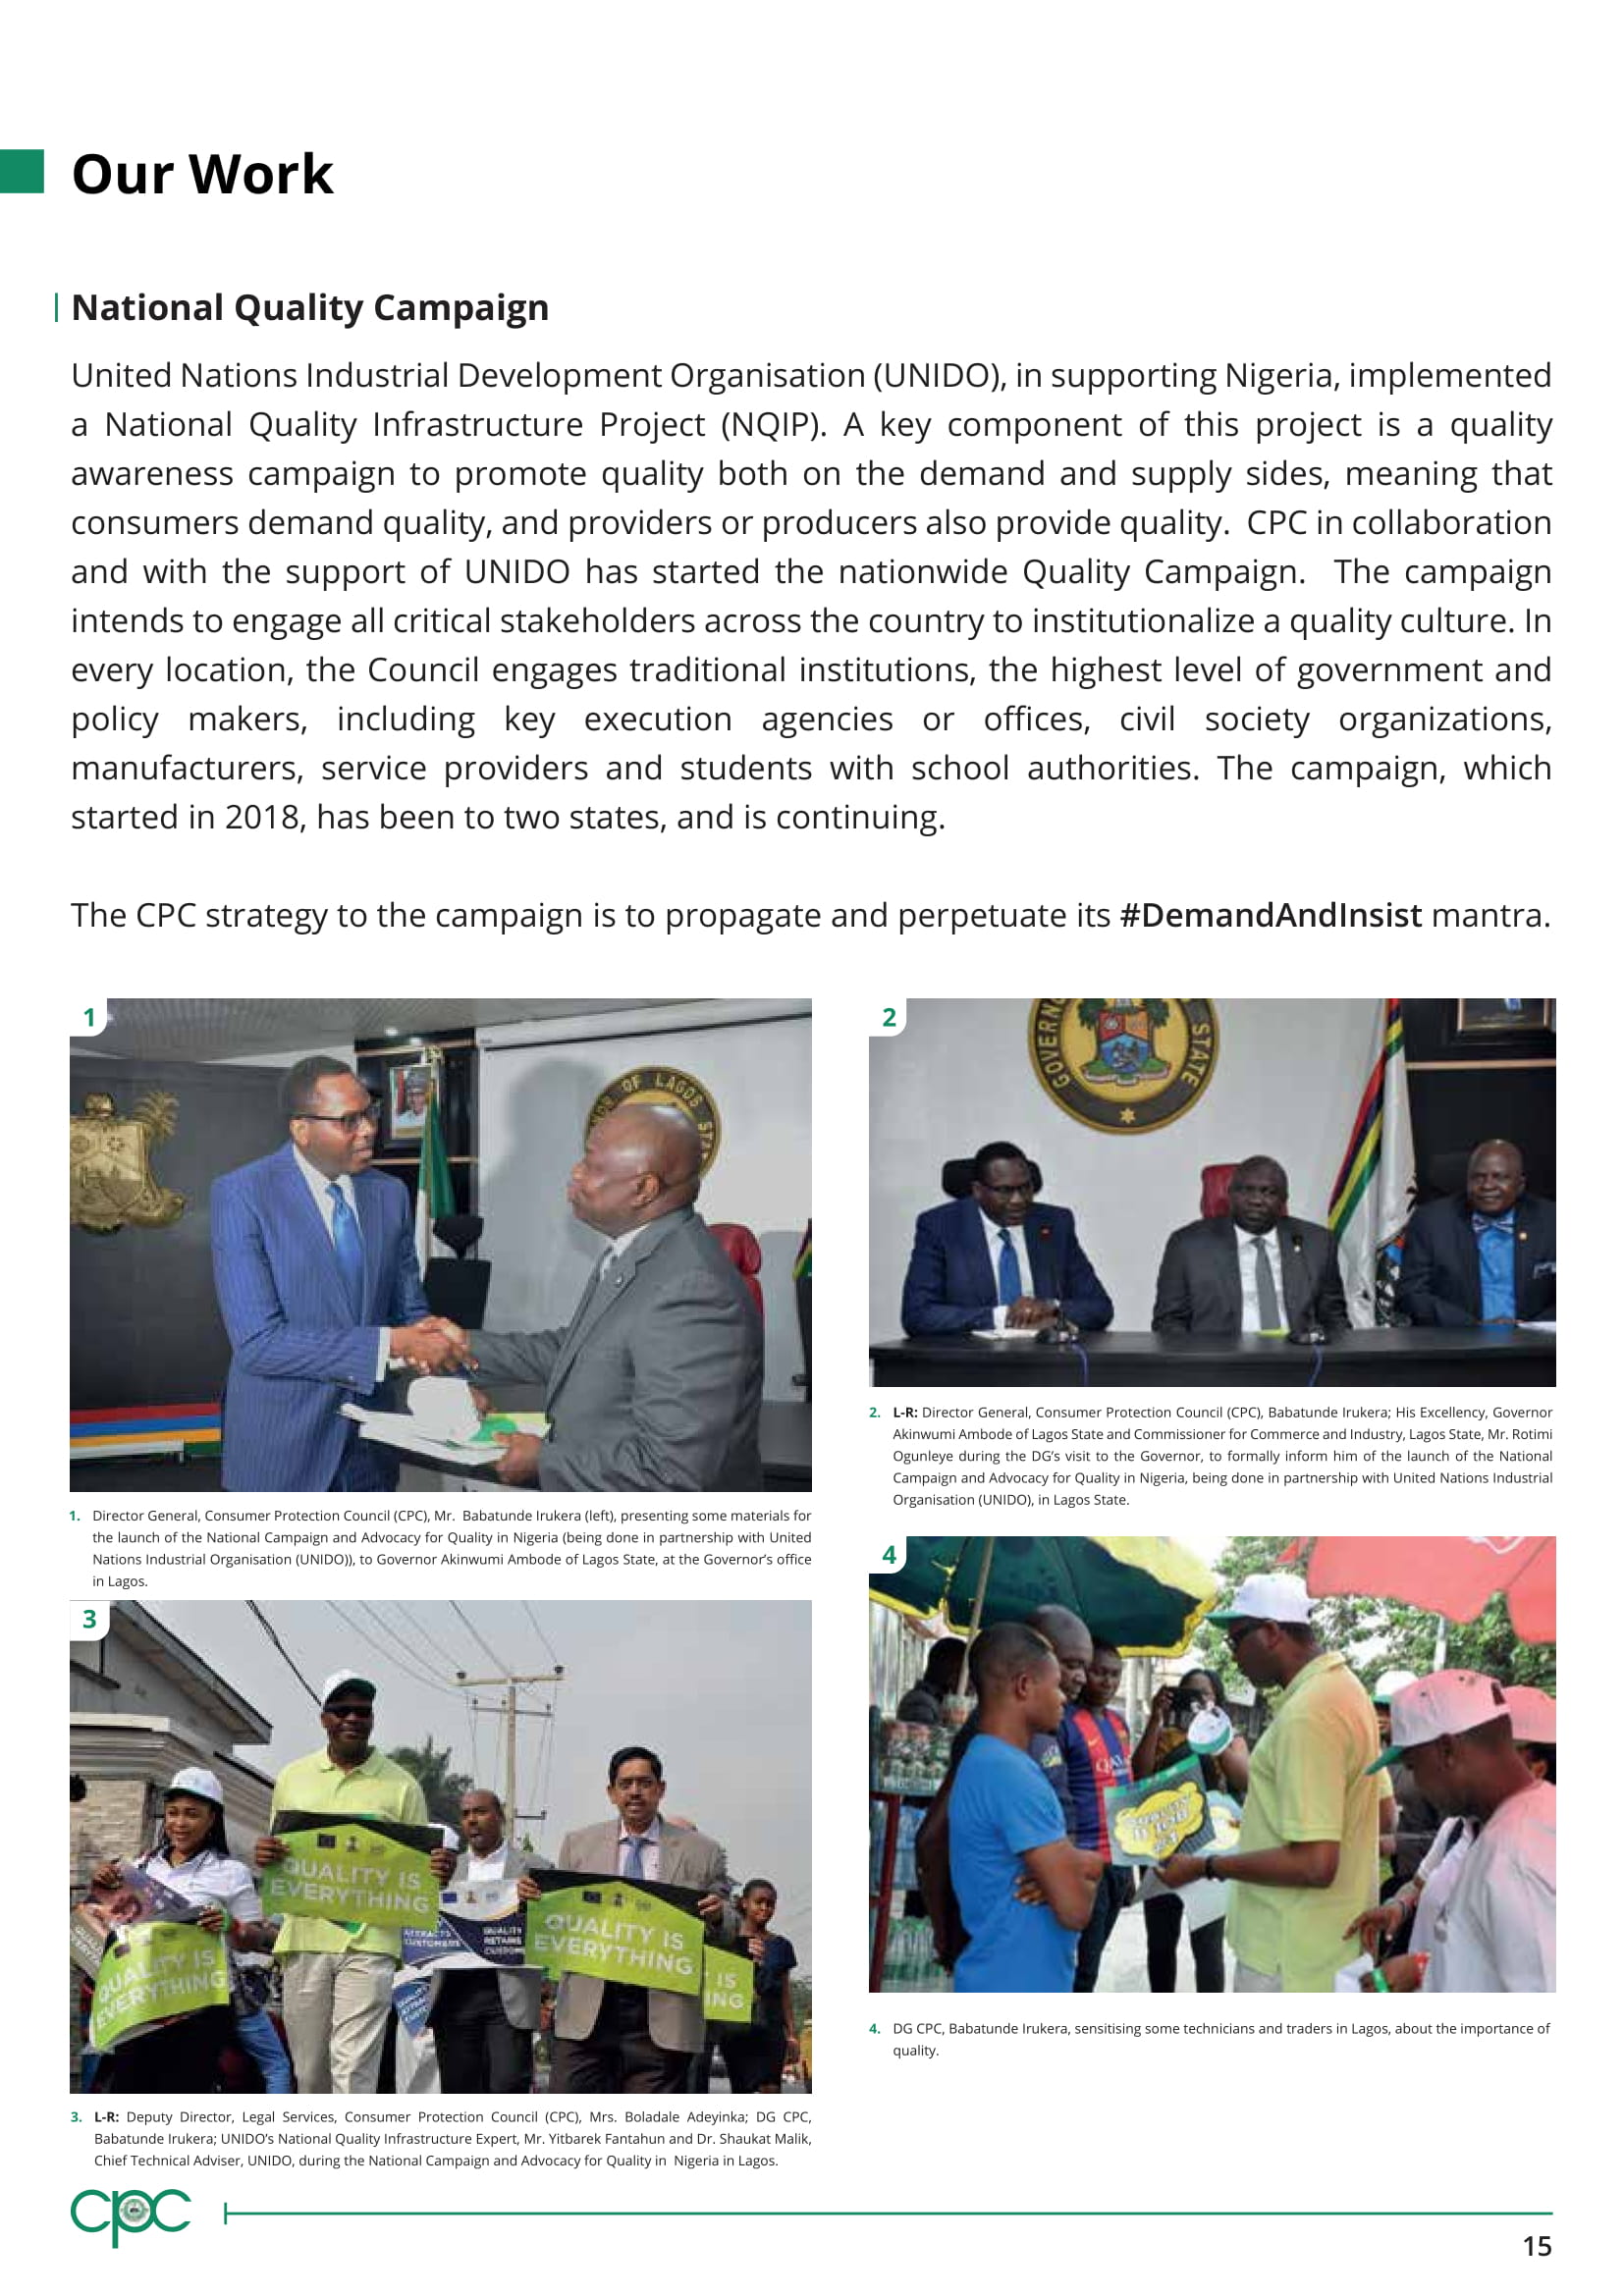 Our Work
National Quality Campaign
United Nations Industrial Development Organisation (UNIDO), in supporting Nigeria, implemented
a National Quality Infrastructure Project (NQIP). A key component of this project is a quality
awareness campaign to promote quality both on the demand and supply sides, meaning that
consumers demand quality, and providers or producers also provide quality. CPC in collaboration
and with the support of UNIDO has started the nationwide Quality Campaign. The campaign
intends to engage all critical stakeholders across the country to institutionalize a quality culture. In
every location, the Council engages traditional institutions, the highest level of government and
policy makers, including key execution agencies or offices, civil society organizations,
manufacturers, service providers and students with school authorities. The campaign, which
started in 2018, has been to two states, and is continuing.
The CPC strategy to the campaign is to propagate and perpetuate its #DemandAndInsist mantra.
1
OF LAGOS STA
1. Director General, Consumer Protection Council (CPC), Mr. Babatunde Irukera (left), presenting some materials for
the launch of the National Campaign and Advocacy for Quality in Nigeria (being done in partnership with United
Nations Industrial Organisation (UNIDO)), to Governor Akinwumi Ambode of Lagos State, at the Governor's office
in Lagos.
2
GOVERN STATE
2. L-R: Director General, Consumer Protection Council (CPC), Babatunde Irukera; His Excellency, Governor
Akinwumi Ambode of Lagos State and Commissioner for Commerce and Industry, Lagos State, Mr. Rotimi
Ogunleye during the DG's visit to the Governor, to formally inform him of the launch of the National
Campaign and Advocacy for Quality in Nigeria, being done in partnership with United Nations Industrial
Organisation (UNIDO), in Lagos State.
3
QUALITY IS
EVERYTHING
QUALITY IS
EVERYTHING
ATTRACTS
CUSTOMERS
QUALITY
RETAINS
QUALITY IS
EVERYTHING
IS
ING
3. L-R: Deputy Director, Legal Services, Consumer Protection Council (CPC), Mrs. Boladale Adeyinka; DG CPC,
Babatunde Irukera; UNIDO's National Quality Infrastructure Expert, Mr. Yitbarek Fantahun and Dr. Shaukat Malik,
Chief Technical Adviser, UNIDO, during the National Campaign and Advocacy for Quality in Nigeria in Lagos.
4
QATA
4. DG CPC, Babatunde Irukera, sensitising some technicians and traders in Lagos, about the importance of
quality.
cpc
15